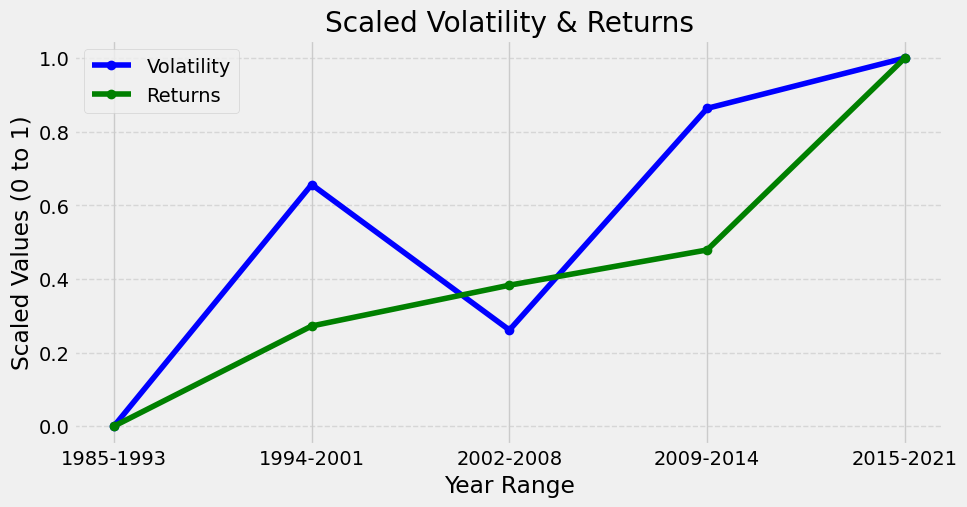 Scaled Volatility & Returns
Volatility
Returns
Scaled Values (0 to 1)
1.0
0.8
0.6
0.4
0.2
0.0
1985-1993 1994-2001 2002-2008 2009-2014 2015-2021
Year Range